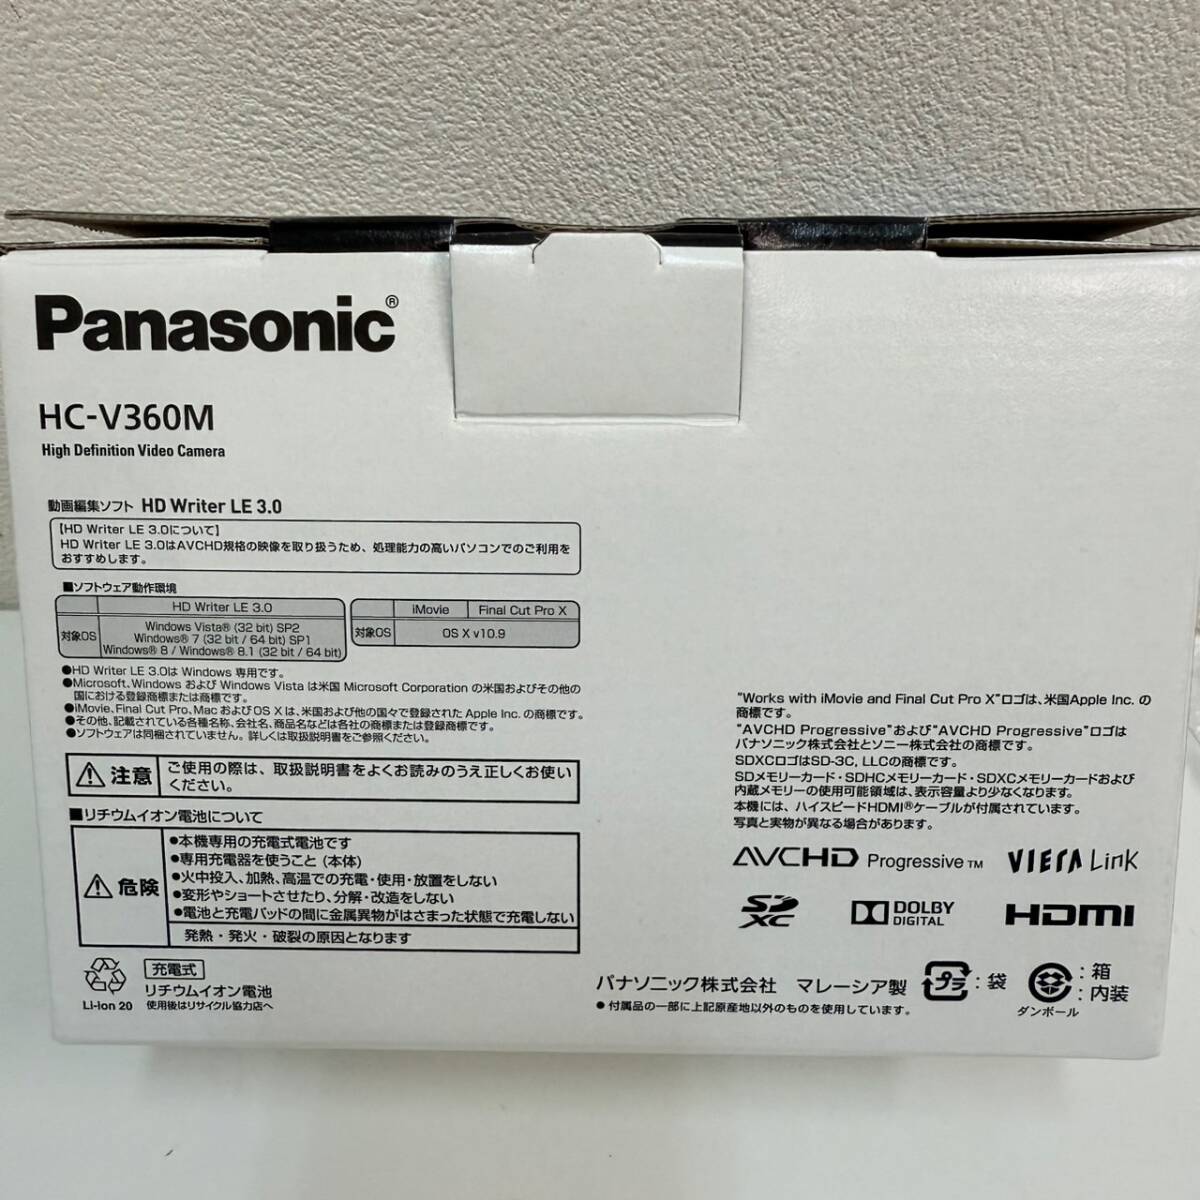 Panasonic®
HC-V360M
High Definition Video Camera
動画編集ソフト HD Writer LE 3.0
【HD Writer LE 3.0について】
HD Writer LE 3.0はAVCHD規格の映像を取り扱うため、処理能力の高いパソコンでのご利用を
おすすめします。
■ソフトウェア動作環境
HD Writer LE 3.0
対象OS
Windows Vista® (32 bit) SP2
Windows® 7 (32 bit / 64 bit) SP1
Windows® 8 / Windows® 8.1 (32 bit / 64 bit)
iMovie Final Cut Pro X
対象OS OS X v10.9
●HD Writer LE 3.0は Windows 専用です。
●Microsoft、Windows および Windows Vista は米国 Microsoft Corporation の米国およびその他の
国における登録商標または商標です。
●iMovie、Final Cut Pro、Mac および OS X は、米国および他の国々で登録された Apple Inc. の商標です。
●その他、記載されている各種名称、会社名、商品名などは各社の商標または登録商標です。
●ソフトウェアは同梱されていません。詳しくは取扱説明書をご参照ください。
注意
ご使用の際は、取扱説明書をよくお読みのうえ正しくお使い
ください。
■リチウムイオン電池について
危険
●本機専用の充電式電池です
●専用充電器を使うこと (本体)
●火中投入、加熱、高温での充電・使用・放置をしない
●変形やショートさせたり、分解・改造をしない
●電池と充電パッドの間に金属異物がはさまった状態で充電しない
発熱・発火・破裂の原因となります
Li-ion 20
充電式
リチウムイオン電池
使用後はリサイクル協力店へ
"Works with iMovie and Final Cut Pro X"ロゴは、米国Apple Inc. の
商標です。
"AVCHD Progressive"および"AVCHD Progressive"ロゴは
パナソニック株式会社とソニー株式会社の商標です。
SDXCロゴはSD-3C, LLCの商標です。
SDメモリーカード・SDHCメモリーカード・SDXCメモリーカードおよび
内蔵メモリーの使用可能領域は、表示容量より少なくなります。
本機には、ハイスピードHDMI®ケーブルが付属されています。
写真と実物が異なる場合があります。
AVCHD Progressive™ VIERA Link
SD XC DOLBY DIGITAL HDMI
パナソニック株式会社 マレーシア製
●付属品の一部に上記原産地以外のものを使用しています。
プラ :袋
ダンボール
:箱
:内装